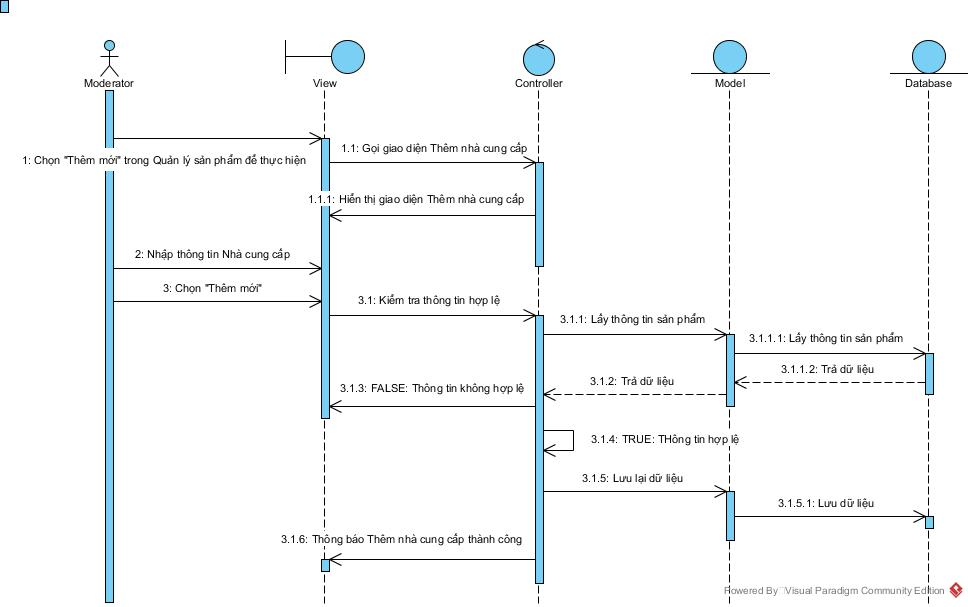 Moderator
View
Controller
Model
Database
1: Chọn "Thêm mới" trong Quản lý sản phẩm để thực hiện
1.1: Gọi giao diện Thêm nhà cung cấp
1.1.1: Hiển thị giao diện Thêm nhà cung cấp
2: Nhập thông tin Nhà cung cấp
3: Chọn "Thêm mới"
3.1: Kiểm tra thông tin hợp lệ
3.1.1: Lấy thông tin sản phẩm
3.1.1.1: Lấy thông tin sản phẩm
3.1.1.2: Trả dữ liệu
3.1.2: Trả dữ liệu
3.1.3: FALSE: Thông tin không hợp lệ
3.1.4: TRUE: THông tin hợp lệ
3.1.5: Lưu lại dữ liệu
3.1.5.1: Lưu dữ liệu
3.1.6: Thông báo Thêm nhà cung cấp thành công
Powered By Visual Paradigm Community Edition